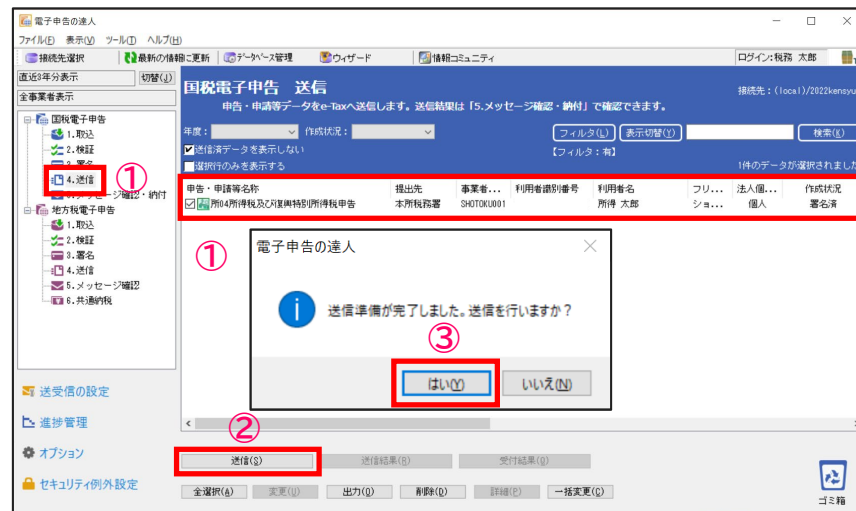 電子申告の達人
ファイル(F) 表示(V) ツール(T) ヘルプ(H)
接続先選択 最新の情報に更新 データベース管理 ウィザード 情報コミュニティ ログイン:税務 太郎
直近3年分表示 切替(J)
全事業者表示
国税電子申告
1.取込
2.検証
3.署名
4.送信
①
5.メッセージ確認・納付
地方税電子申告
1.取込
2.検証
3.署名
4.送信
5.メッセージ確認
6.共通納税
送受信の設定
進捗管理
オプション
セキュリティ例外設定
国税電子申告 送信
申告・申請等データをe-Taxへ送信します。送信結果は「5.メッセージ確認・納付」で確認できます。
接続先:(local)/2022kensyu
年度: 作成状況: フィルタ(L) 表示切替(Y) 検索(K)
送信済データを表示しない 【フィルタ:有】
選択行のみを表示する 1件のデータが選択されました
申告・申請等名称 提出先 事業者... 利用者識別番号 利用者名 フリ... 法人個... 作成状況
所04所得税及び復興特別所得税申告 本所税務署 SHOTOKU001 所得 太郎 ショ... 個人 署名済
①
電子申告の達人
送信準備が完了しました。送信を行いますか?
③
はい(Y) いいえ(N)
②
送信(S) 送信結果(R) 受付結果(Q)
全選択(A) 変更(U) 出力(O) 削除(D) 詳細(P) 一括変更(C)
ゴミ箱